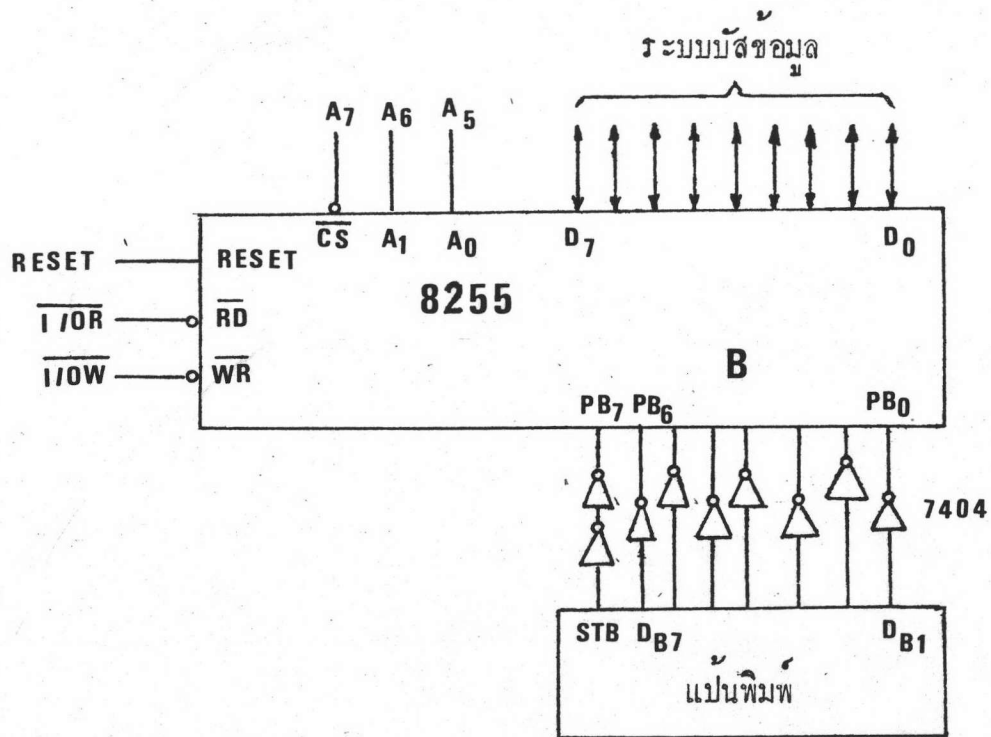 ระบบบัสข้อมูล
A7 A6 A5
CS A1 A0 D7 D0
RESET RESET
8255
I/OR RD
I/OW WR
B
PB7 PB6 PB0
7404
STB DB7 DB1
แป้นพิมพ์